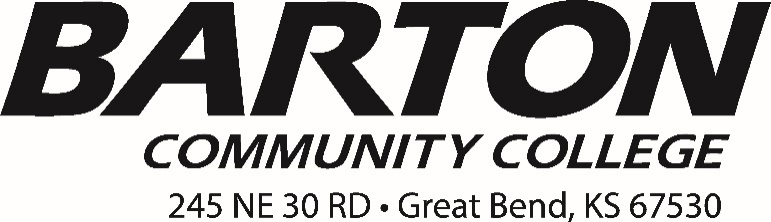 BARTON
COMMUNITY COLLEGE
245 NE 30 RD • Great Bend, KS 67530